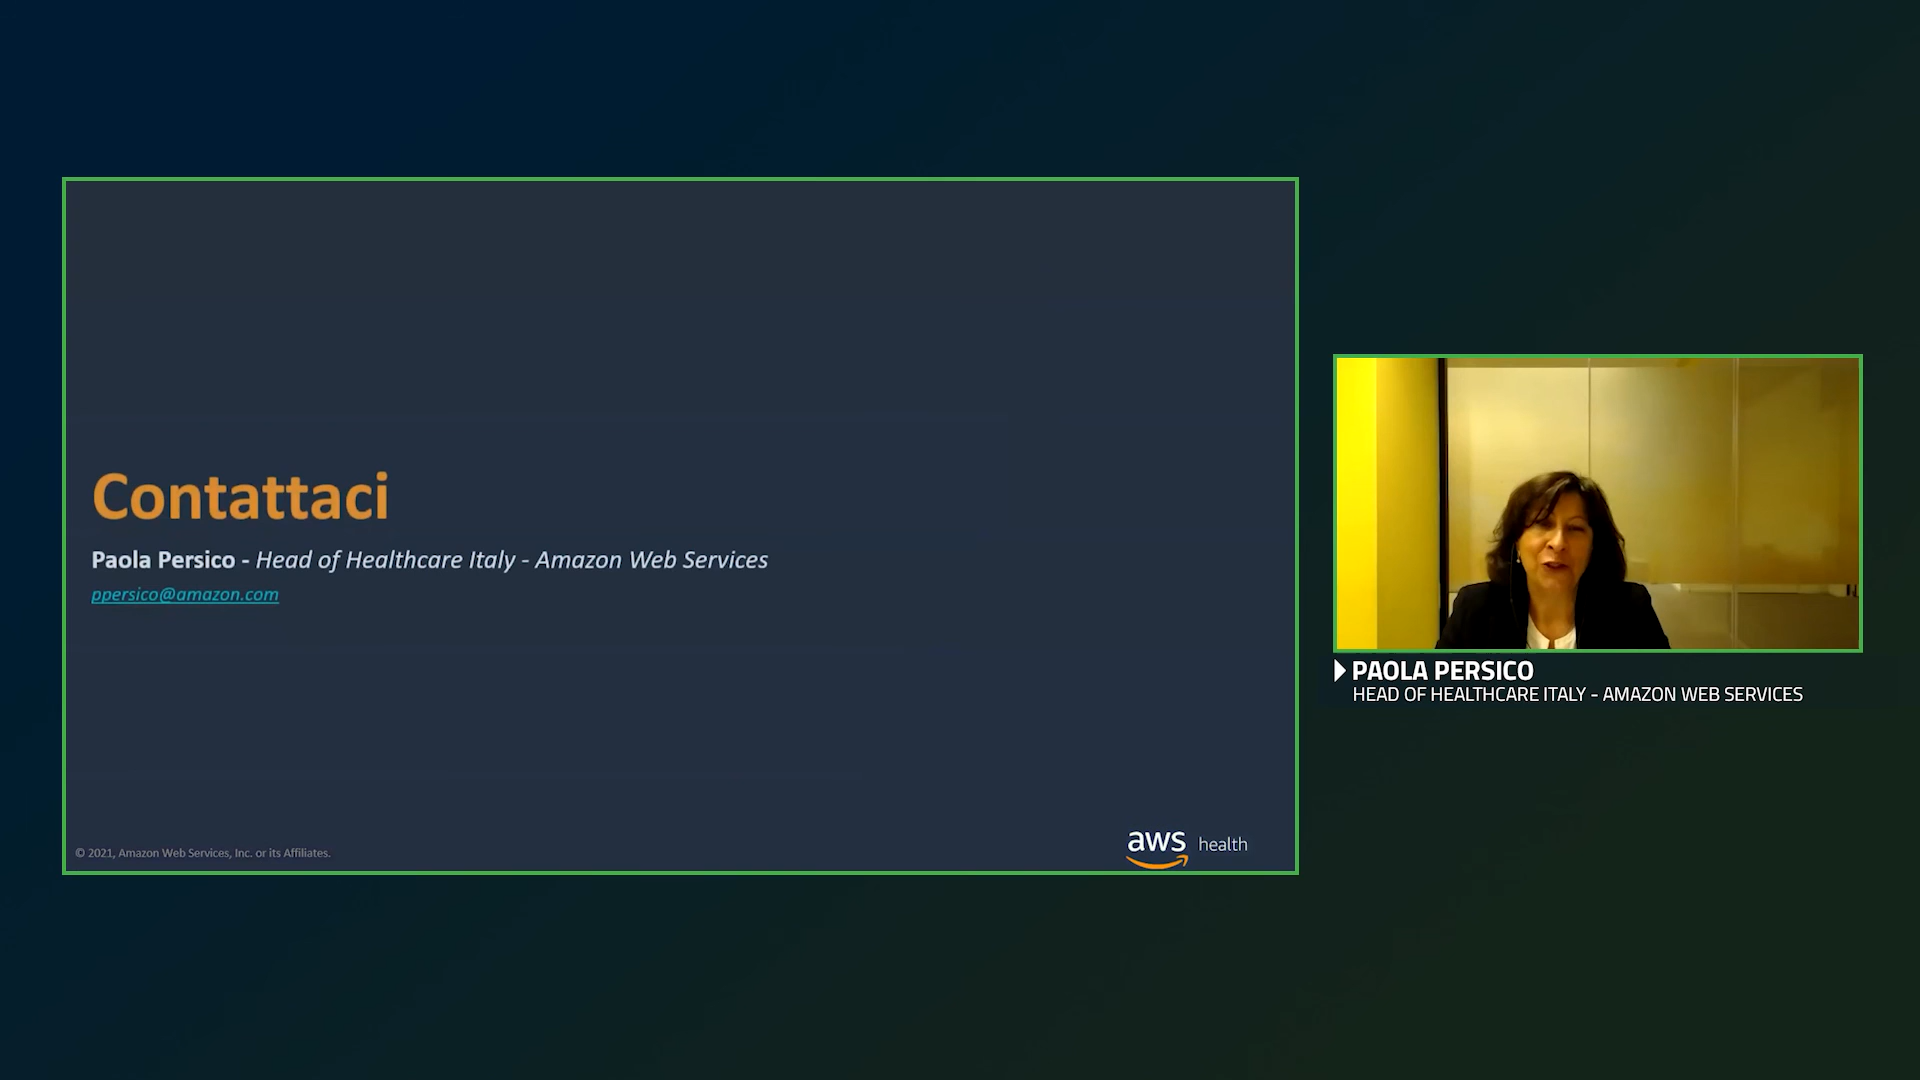 Contattaci
Paola Persico - Head of Healthcare Italy - Amazon Web Services
ppersico@amazon.com
© 2021, Amazon Web Services, Inc. or its Affiliates.
aws health
PAOLA PERSICO
HEAD OF HEALTHCARE ITALY - AMAZON WEB SERVICES